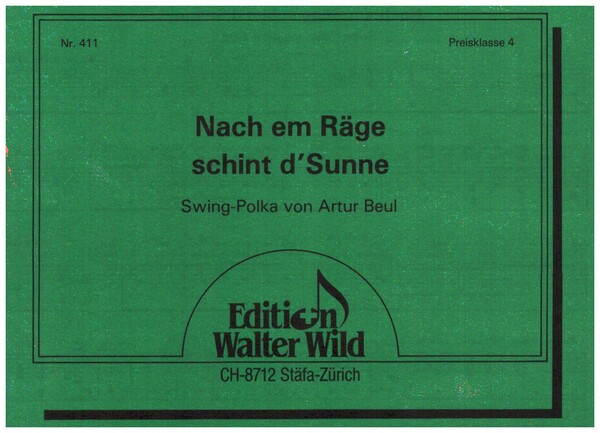 Nr. 411
Preisklasse 4
Nach em Räge
schint d'Sunne
Swing-Polka von Artur Beul
Edition
Walter Wild
CH-8712 Stäfa-Zürich